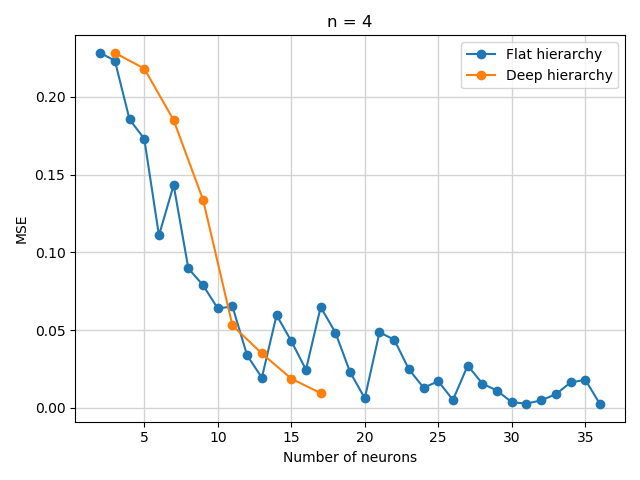 n = 4
Flat hierarchy
Deep hierarchy
MSE
0.20
0.15
0.10
0.05
0.00
5 10 15 20 25 30 35
Number of neurons